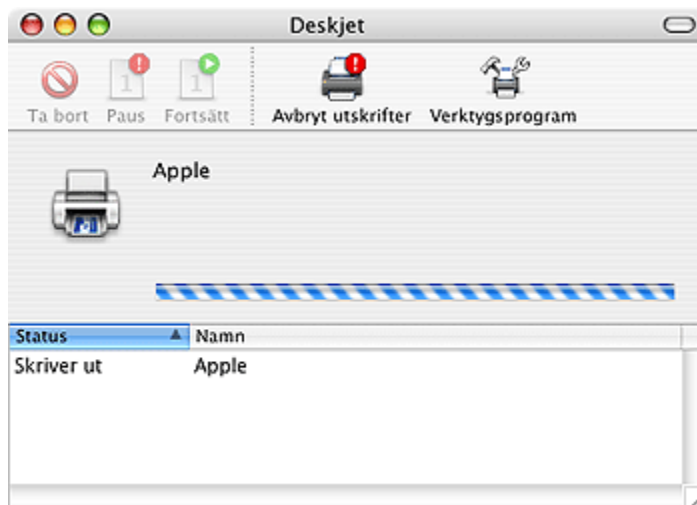 Deskjet
Ta bort Paus Fortsätt Avbryt utskrifter Verktygsprogram
Apple
Status Namn
Skriver ut Apple